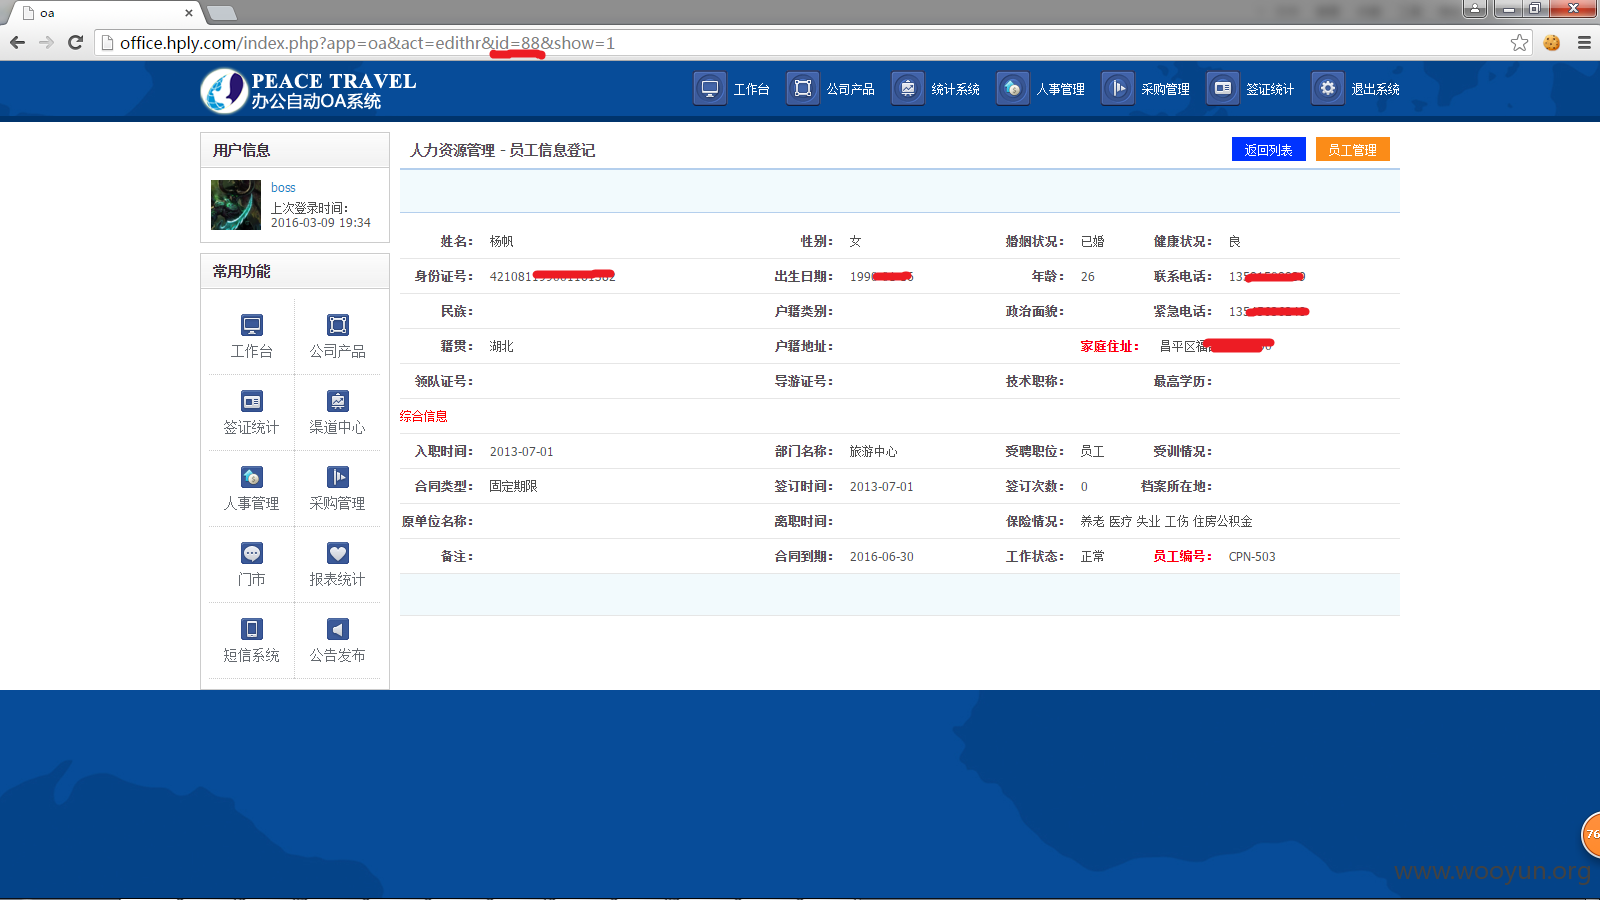 oa
office.hply.com/index.php?app=oa&act=edithr&id=88&show=1
PEACE TRAVEL
办公自动OA系统
工作台 公司产品 统计系统 人事管理 采购管理 签证统计 退出系统
用户信息
boss
上次登录时间：
2016-03-09 19:34
常用功能
工作台 公司产品
签证统计 渠道中心
人事管理 采购管理
门市 报表统计
短信系统 公告发布
人力资源管理 - 员工信息登记 返回列表 员工管理
姓名： 杨帆 性别： 女 婚姻状况： 已婚 健康状况： 良
身份证号： 421081 出生日期： 199 年龄： 26 联系电话： 135
民族： 户籍类别： 政治面貌： 紧急电话： 135
籍贯： 湖北 户籍地址： 家庭住址： 昌平区福
领队证号： 导游证号： 技术职称： 最高学历：
综合信息
入职时间： 2013-07-01 部门名称： 旅游中心 受聘职位： 员工 受训情况：
合同类型： 固定期限 签订时间： 2013-07-01 签订次数： 0 档案所在地：
原单位名称： 离职时间： 保险情况： 养老 医疗 失业 工伤 住房公积金
备注： 合同到期： 2016-06-30 工作状态： 正常 员工编号： CPN-503
76
www.wooyun.org